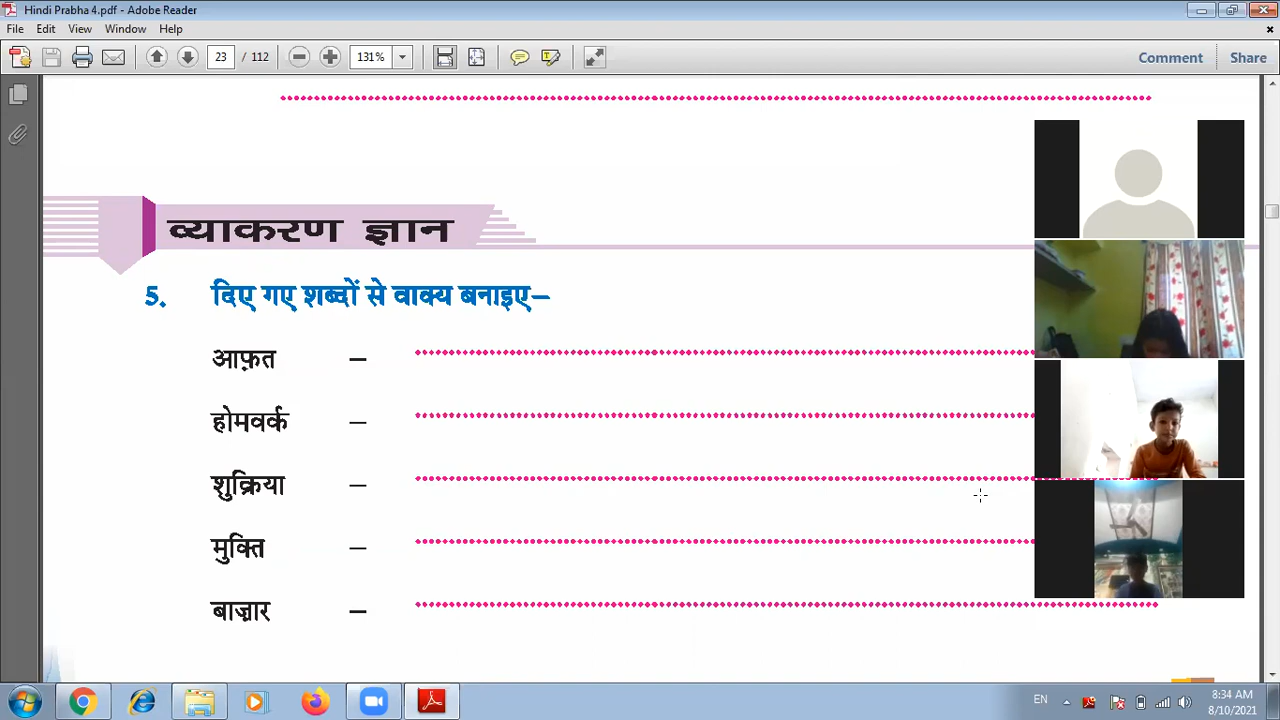 Hindi Prabha 4.pdf - Adobe Reader
File Edit View Window Help
23 / 112 131% Comment Share
व्याकरण ज्ञान
5. दिए गए शब्दों से वाक्य बनाइए–
आफ़त –
होमवर्क –
शुक्रिया –
मुक्ति –
बाज़ार –
EN
8:34 AM
8/10/2021